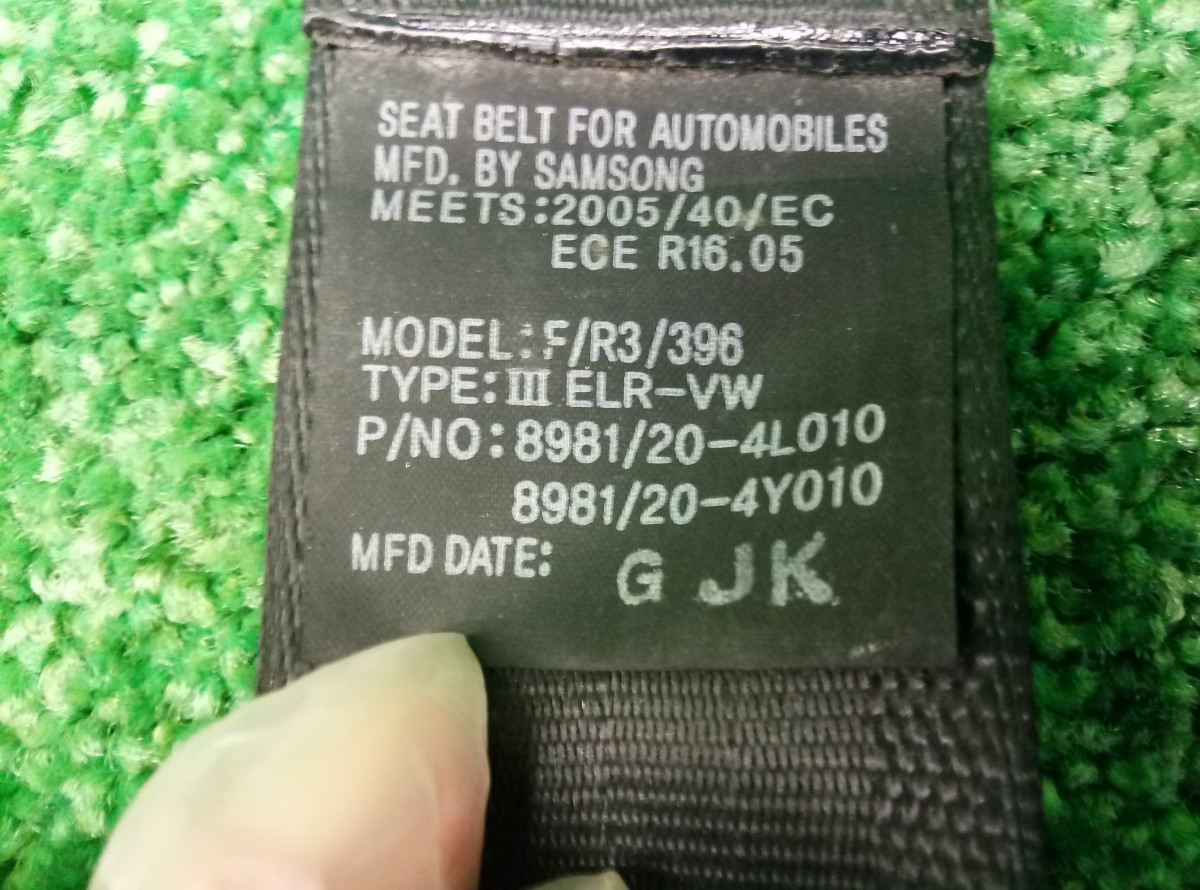 SEAT BELT FOR AUTOMOBILES
MFD. BY SAMSONG
MEETS:2005/40/EC
ECE R16.05
MODEL:F/R3/396
TYPE:III ELR-VW
P/NO:8981/20-4L010
8981/20-4Y010
MFD DATE: G JK